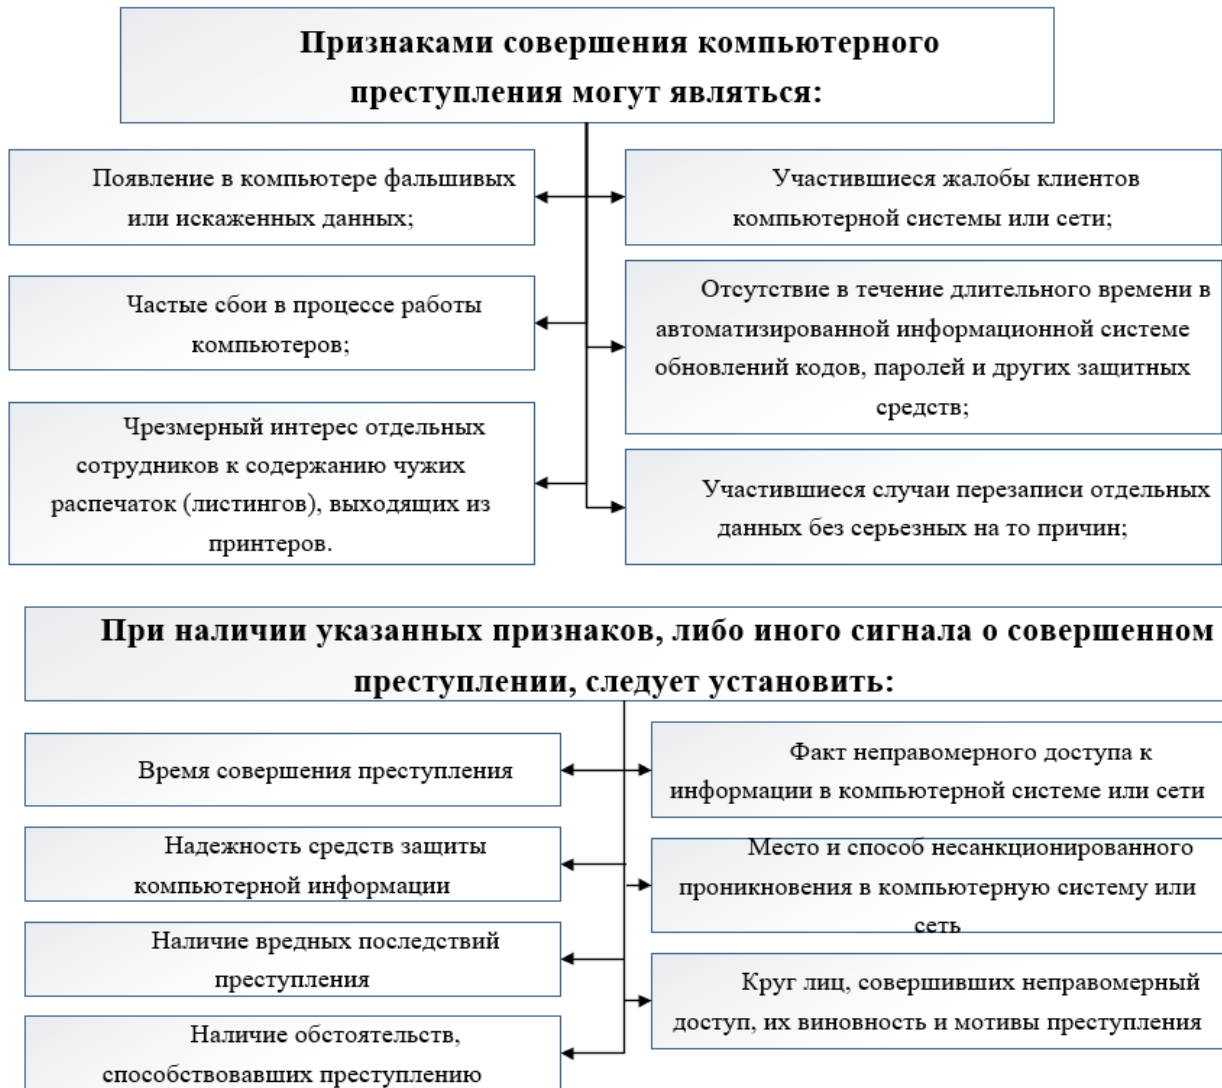 Признаками совершения компьютерного
преступления могут являться:
Появление в компьютере фальшивых
или искаженных данных;
Участившиеся жалобы клиентов
компьютерной системы или сети;
Частые сбои в процессе работы
компьютеров;
Отсутствие в течение длительного времени в
автоматизированной информационной системе
обновлений кодов, паролей и других защитных
средств;
Чрезмерный интерес отдельных
сотрудников к содержанию чужих
распечаток (листингов), выходящих из
принтеров.
Участившиеся случаи перезаписи отдельных
данных без серьезных на то причин;
При наличии указанных признаков, либо иного сигнала о совершенном
преступлении, следует установить:
Время совершения преступления
Факт неправомерного доступа к
информации в компьютерной системе или сети
Надежность средств защиты
компьютерной информации
Место и способ несанкционированного
проникновения в компьютерную систему или
сеть
Наличие вредных последствий
преступления
Круг лиц, совершивших неправомерный
доступ, их виновность и мотивы преступления
Наличие обстоятельств,
способствовавших преступлению